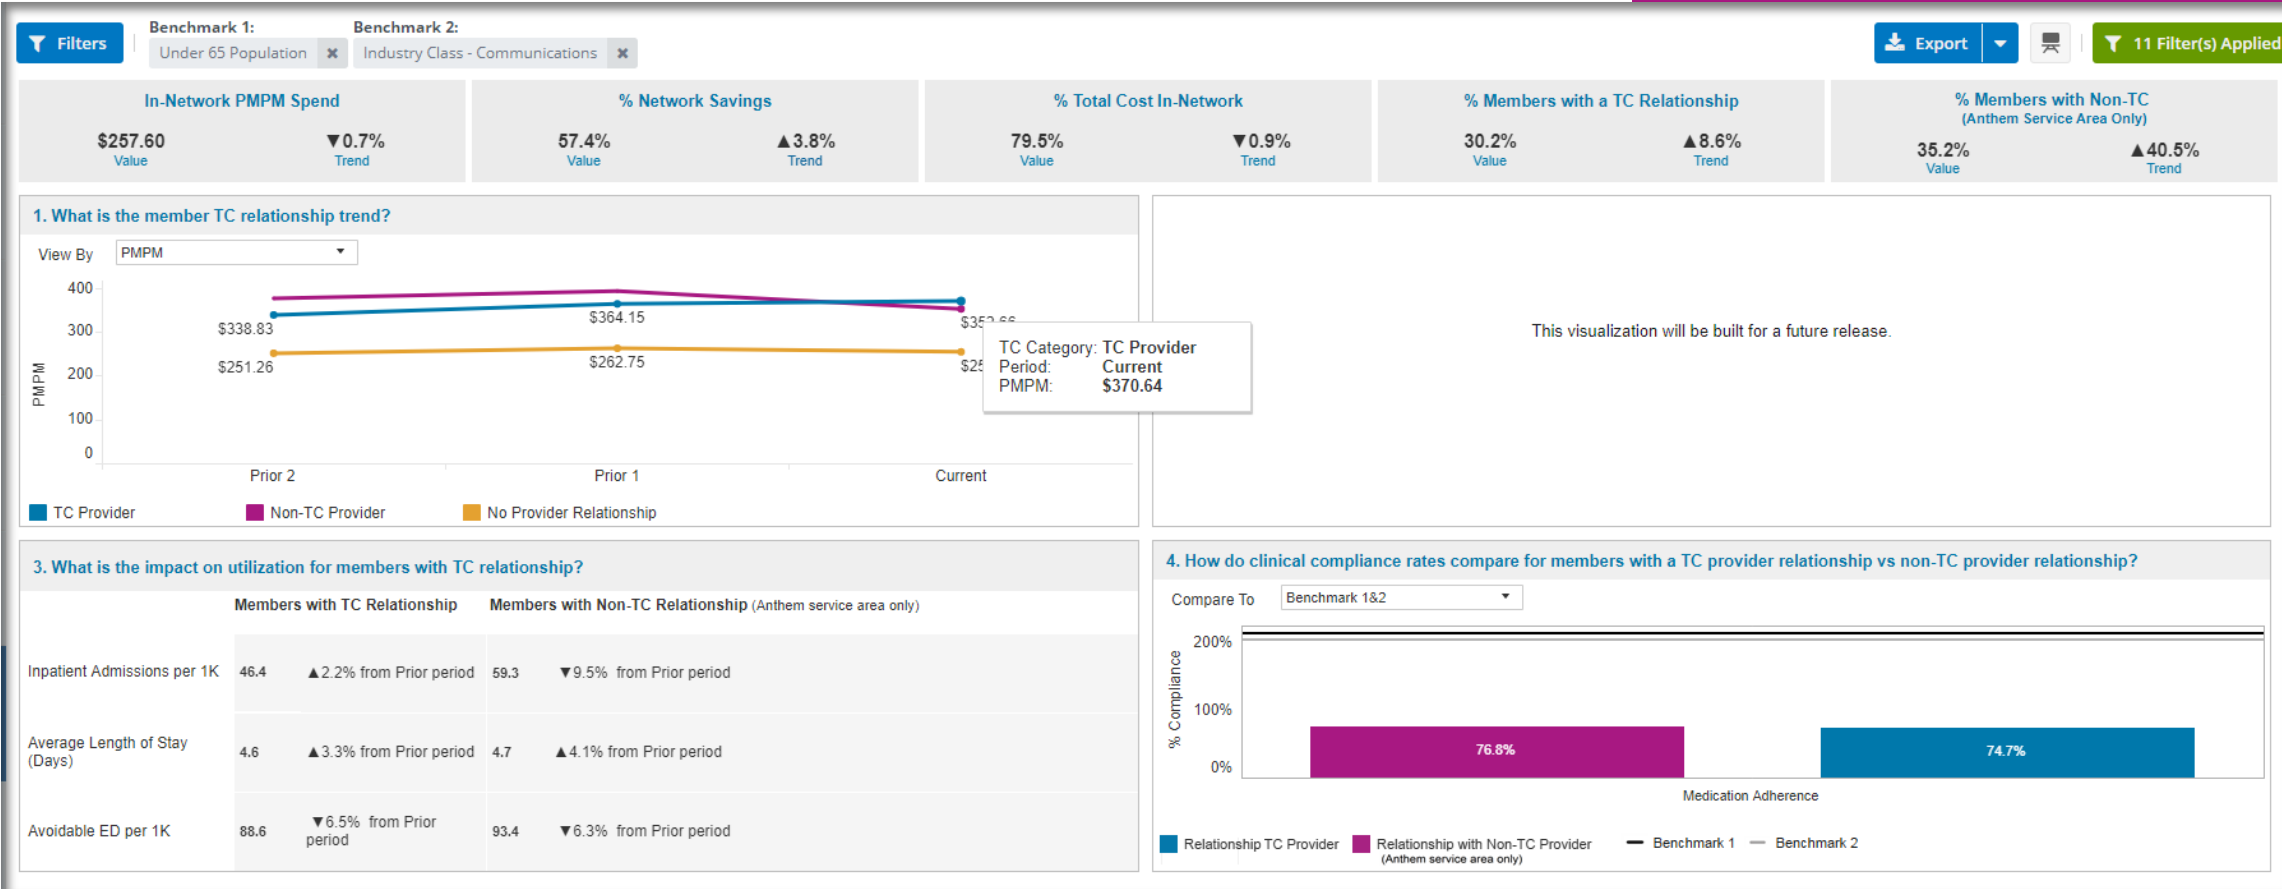 Filters
Benchmark 1:
Under 65 Population
Benchmark 2:
Industry Class - Communications
Export
11 Filter(s) Applied
In-Network PMPM Spend
$257.60
Value
▼0.7%
Trend
% Network Savings
57.4%
Value
▲3.8%
Trend
% Total Cost In-Network
79.5%
Value
▼0.9%
Trend
% Members with a TC Relationship
30.2%
Value
▲8.6%
Trend
% Members with Non-TC
(Anthem Service Area Only)
35.2%
Value
▲40.5%
Trend
1. What is the member TC relationship trend?
View By
PMPM
PMPM
400
300
200
100
0
$338.83
$364.15
$251.26
$262.75
Prior 2
Prior 1
Current
TC Category: TC Provider
Period: Current
PMPM: $370.64
TC Provider
Non-TC Provider
No Provider Relationship
This visualization will be built for a future release.
3. What is the impact on utilization for members with TC relationship?
Members with TC Relationship
Members with Non-TC Relationship (Anthem service area only)
Inpatient Admissions per 1K
46.4
▲2.2% from Prior period
59.3
▼9.5% from Prior period
Average Length of Stay
(Days)
4.6
▲3.3% from Prior period
4.7
▲4.1% from Prior period
Avoidable ED per 1K
88.6
▼6.5% from Prior
period
93.4
▼6.3% from Prior period
4. How do clinical compliance rates compare for members with a TC provider relationship vs non-TC provider relationship?
Compare To
Benchmark 1&2
% Compliance
200%
100%
0%
76.8%
74.7%
Medication Adherence
Relationship TC Provider
Relationship with Non-TC Provider
(Anthem service area only)
Benchmark 1
Benchmark 2